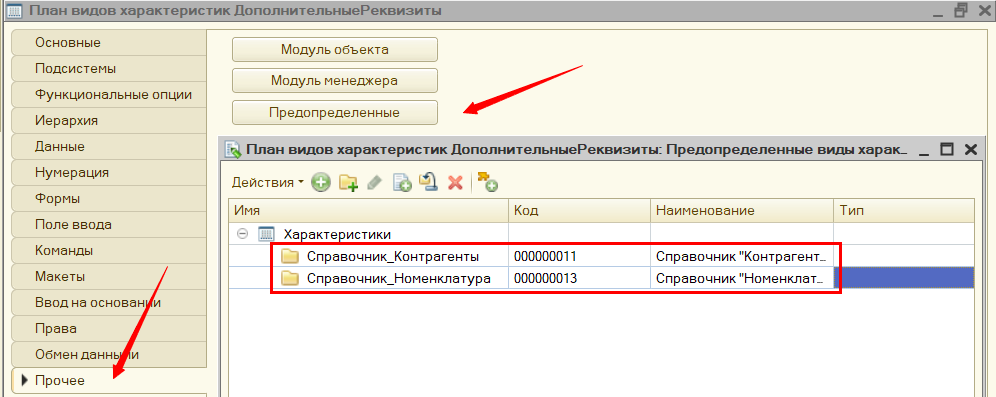 План видов характеристик ДополнительныеРеквизиты
Основные
Подсистемы
Функциональные опции
Иерархия
Данные
Нумерация
Формы
Поле ввода
Команды
Макеты
Ввод на основании
Права
Обмен данными
Прочее
Модуль объекта
Модуль менеджера
Предопределенные
План видов характеристик ДополнительныеРеквизиты: Предопределенные виды харак...
Действия
Имя Код Наименование Тип
Характеристики
Справочник_Контрагенты 000000011 Справочник "Контрагент...
Справочник_Номенклатура 000000013 Справочник "Номенклат...